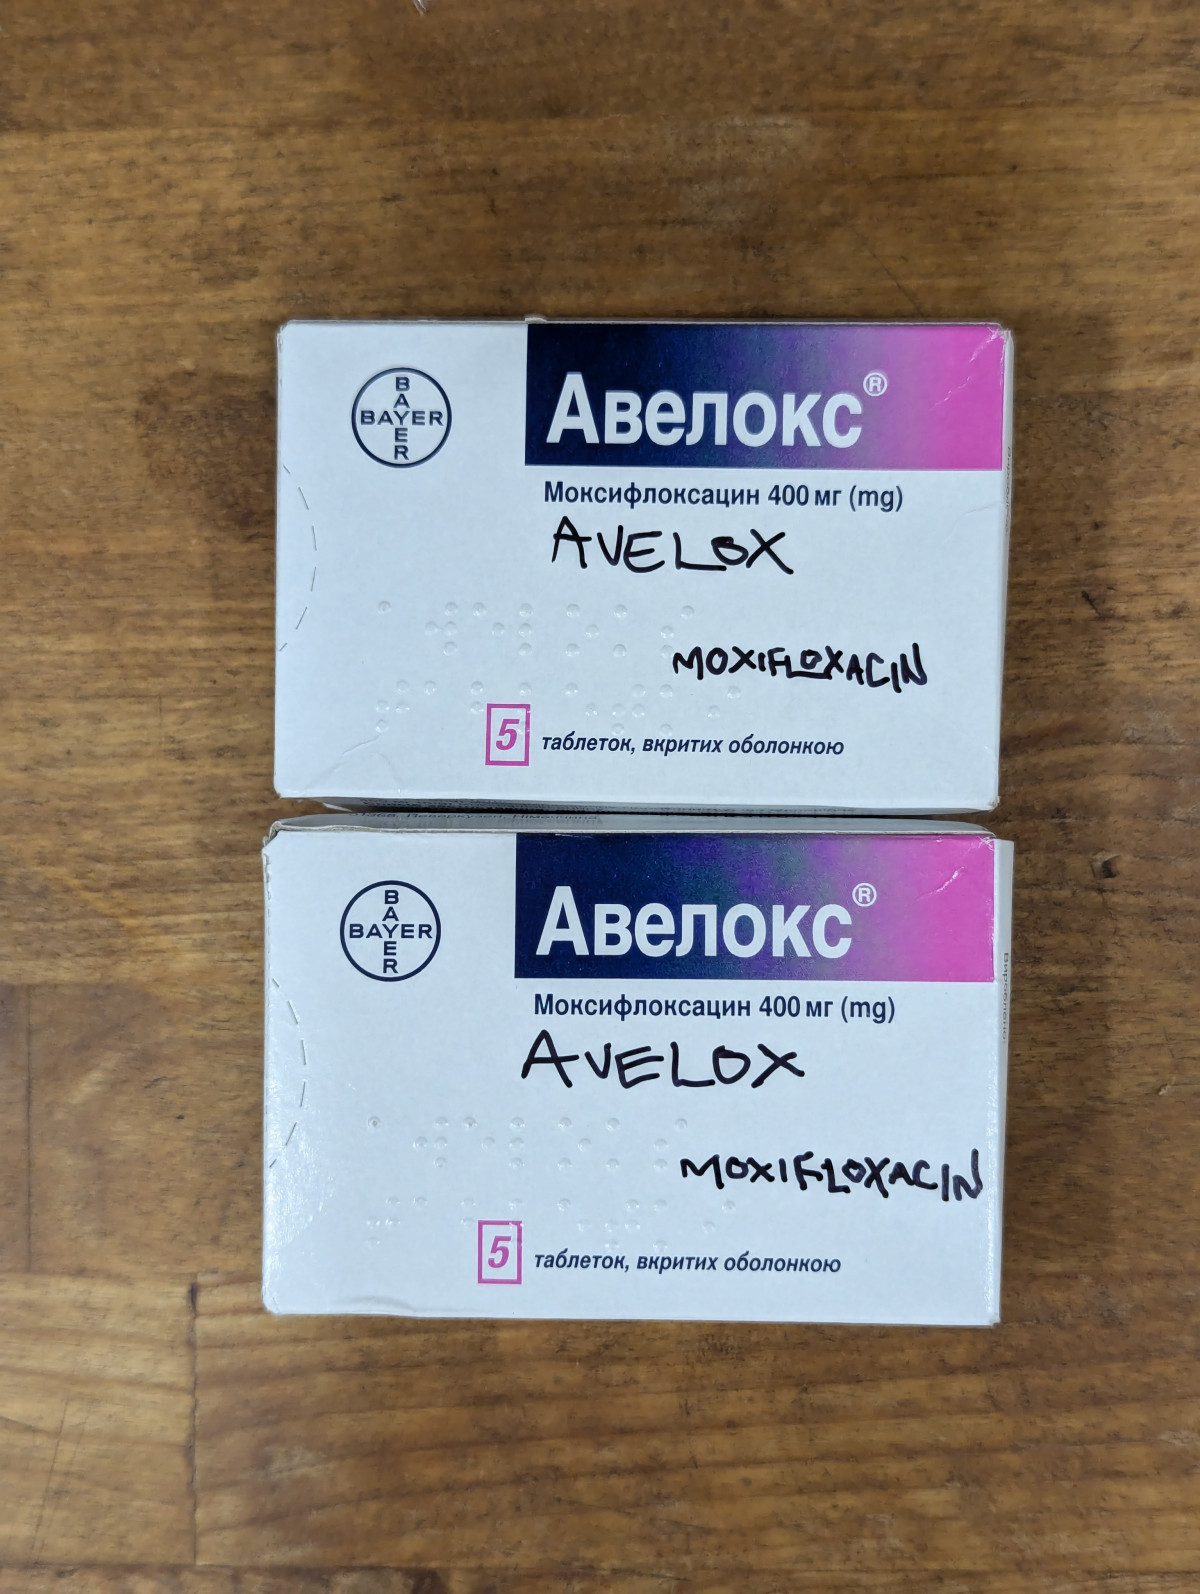 BAYER
BAYER
Авелокс®
Моксифлоксацин 400 мг (mg)
AVELOX
MOXIFLOXACIN
5 таблеток, вкритих оболонкою
BAYER
BAYER
Авелокс®
Моксифлоксацин 400 мг (mg)
AVELOX
MOXIFLOXACIN
5 таблеток, вкритих оболонкою